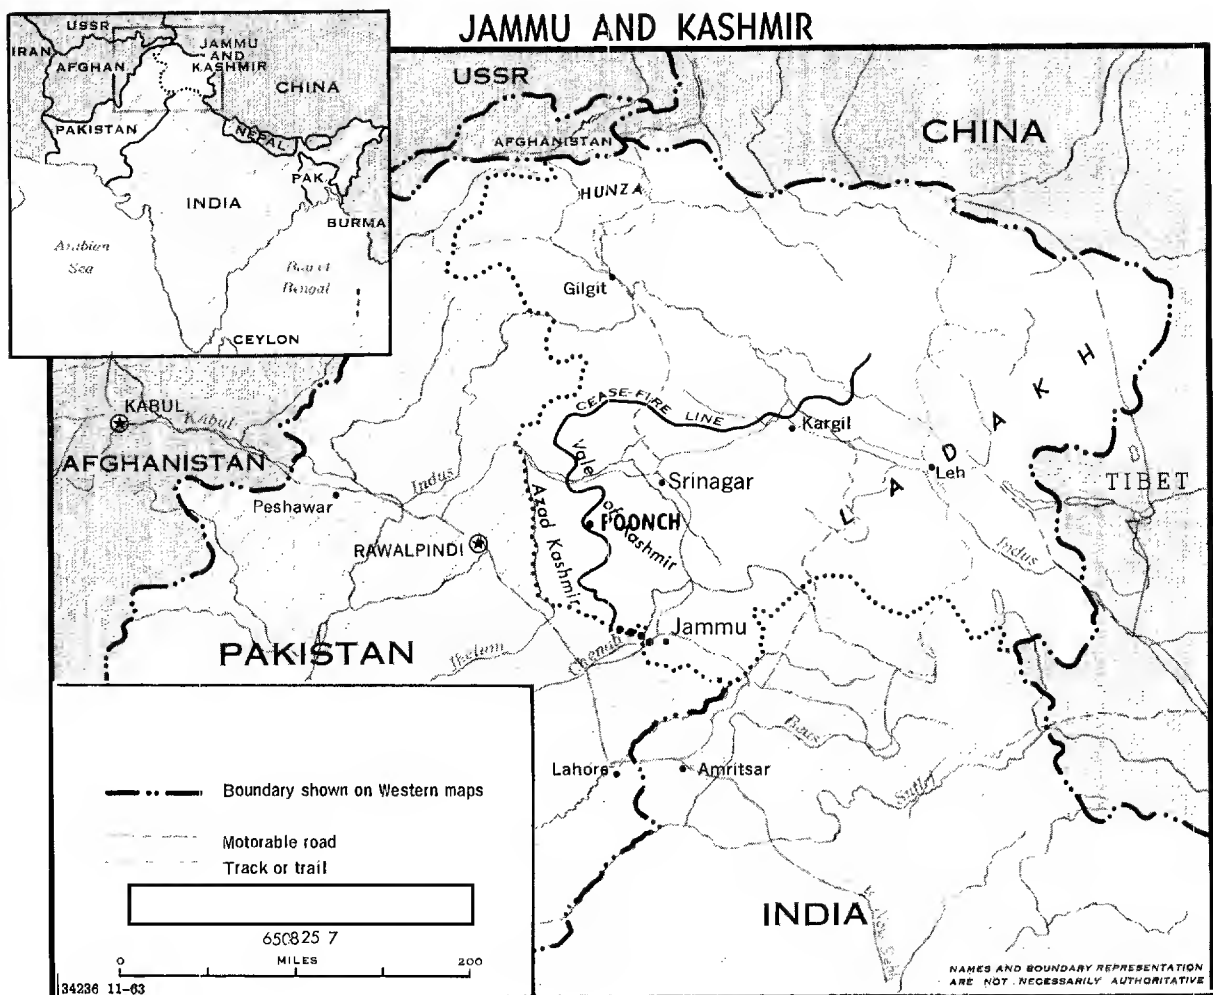 JAMMU AND KASHMIR
USSR
IRAN
AFGHAN
JAMMU
AND
KASHMIR
CHINA
PAKISTAN
NEPAL
PAK.
INDIA
BURMA
Arabian
Sea
Bay of
Bengal
CEYLON
USSR
AFGHANISTAN
CHINA
HUNZA
Gilgit
KABUL
Kabul
AFGHANISTAN
Peshawar
Indus
RAWALPINDI
CEASE-FIRE LINE
Kargil
LADAKH
Leh
TIBET
Srinagar
Vale of Kashmir
POONCH
Azad Kashmir
Indus
PAKISTAN
Jhelum
Chenab
Jammu
Beas
Lahore
Amritsar
Sutlej
INDIA
Boundary shown on Western maps
Motorable road
Track or trail
650825 7
MILES
0 200
34236 11-63
NAMES AND BOUNDARY REPRESENTATION
ARE NOT NECESSARILY AUTHORITATIVE